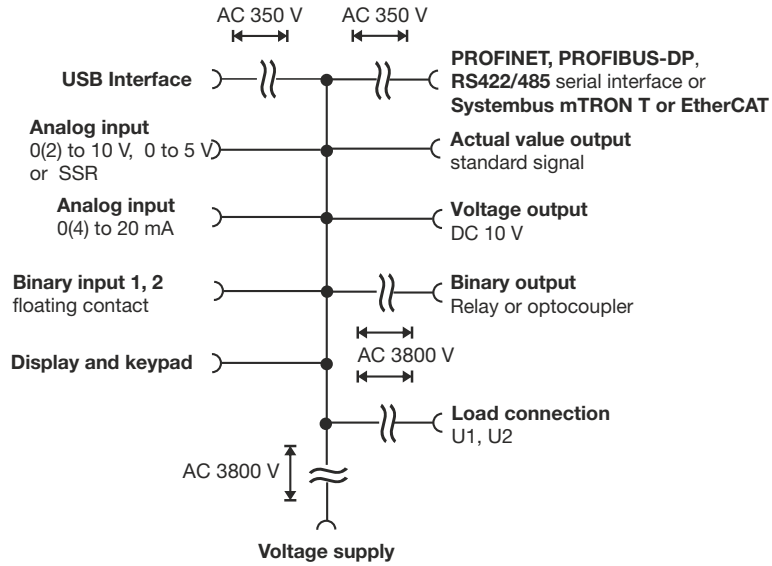 AC 350 V
AC 350 V
USB Interface
PROFINET, PROFIBUS-DP,
RS422/485 serial interface or
Systembus mTRON T or EtherCAT
Analog input
0(2) to 10 V, 0 to 5 V
or SSR
Actual value output
standard signal
Analog input
0(4) to 20 mA
Voltage output
DC 10 V
Binary input 1, 2
floating contact
Binary output
Relay or optocoupler
Display and keypad
AC 3800 V
Load connection
U1, U2
AC 3800 V
Voltage supply